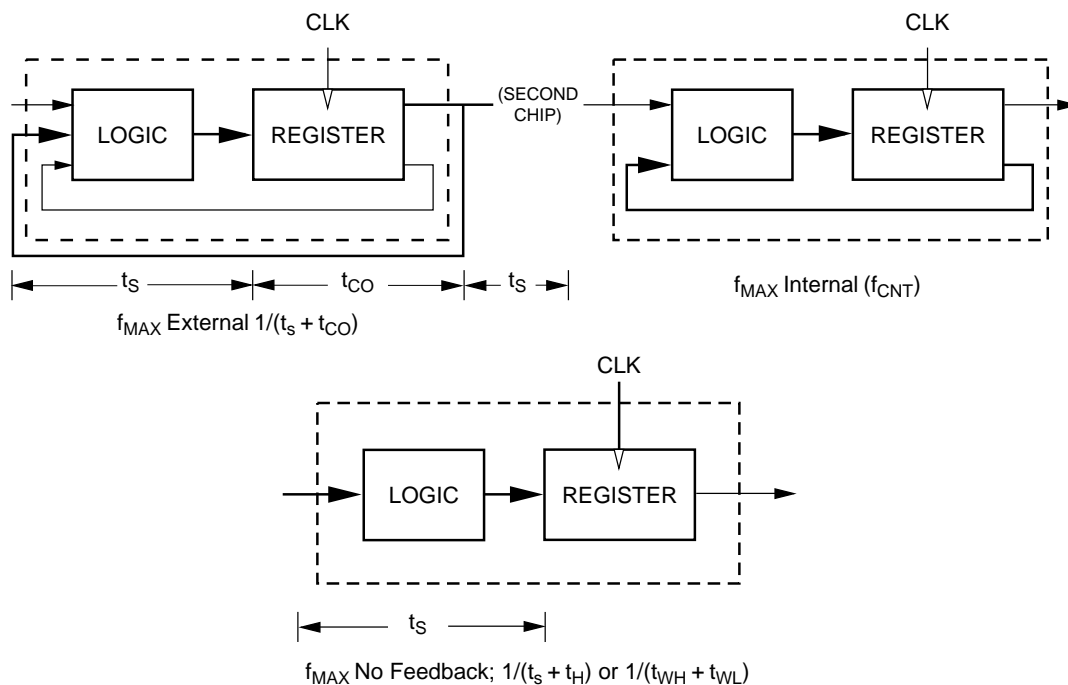 CLK
LOGIC
REGISTER
(SECOND
CHIP)
tS
tCO
tS
fMAX External 1/(ts + tCO)
CLK
LOGIC
REGISTER
fMAX Internal (fCNT)
CLK
LOGIC
REGISTER
tS
fMAX No Feedback; 1/(ts + tH) or 1/(tWH + tWL)